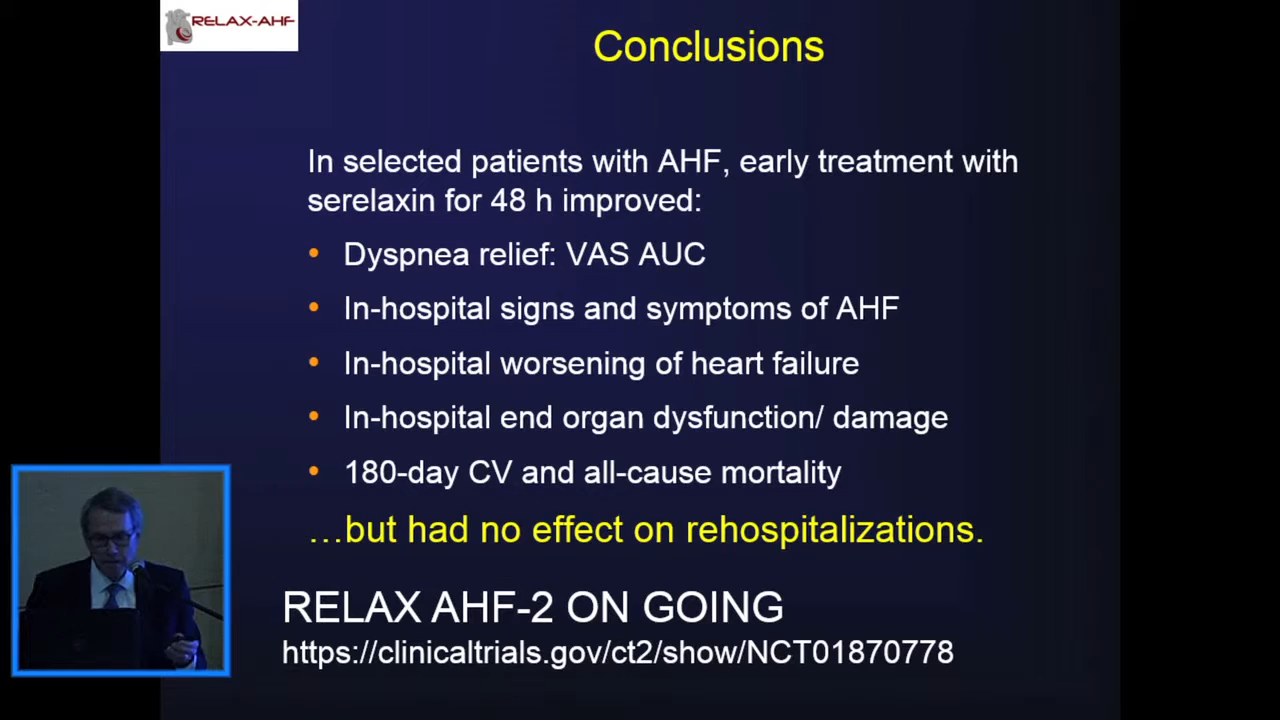 RELAX-AHF
Conclusions
In selected patients with AHF, early treatment with
serelaxin for 48 h improved:
• Dyspnea relief: VAS AUC
• In-hospital signs and symptoms of AHF
• In-hospital worsening of heart failure
• In-hospital end organ dysfunction/ damage
• 180-day CV and all-cause mortality
…but had no effect on rehospitalizations.
RELAX AHF-2 ON GOING
https://clinicaltrials.gov/ct2/show/NCT01870778